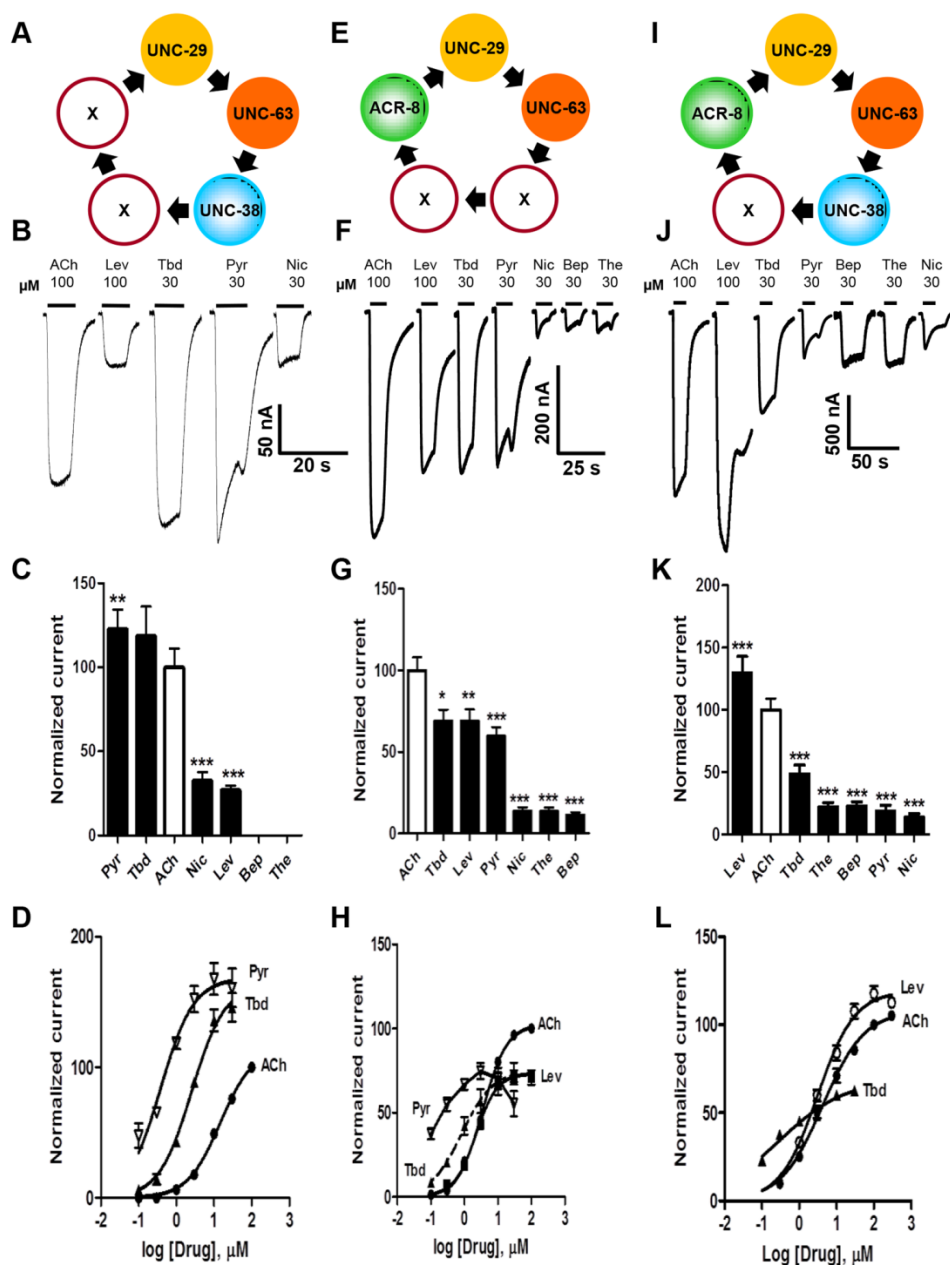 A
UNC-29
X
UNC-63
X
UNC-38
E
UNC-29
ACR-8
UNC-63
X
X
I
UNC-29
ACR-8
UNC-63
X
UNC-38
B
ACh Lev Tbd Pyr Nic
µM 100 100 30 30 30
50 nA
20 s
F
ACh Lev Tbd Pyr Nic Bep The
µM 100 100 30 30 30 30 30
200 nA
25 s
J
ACh Lev Tbd Pyr Bep The Nic
µM 100 100 30 30 30 30 30
500 nA
50 s
C
Normalized current
150
100
50
0
**
***
***
Pyr Tbd ACh Nic Lev Bep The
G
Normalized current
150
100
50
0
*
**
***
***
***
***
ACh Tbd Lev Pyr Nic The Bep
K
Normalized current
200
150
100
50
0
***
***
***
***
***
***
Lev ACh Tbd The Bep Pyr Nic
D
Normalized current
200
100
0
Pyr
Tbd
ACh
-2 -1 0 1 2 3
log [Drug], µM
H
Normalized current
150
100
50
0
ACh
Lev
Pyr
Tbd
-2 -1 0 1 2 3
log [Drug], µM
L
Normalized current
150
100
50
0
Lev
ACh
Tbd
-2 -1 0 1 2 3
Log [Drug], µM